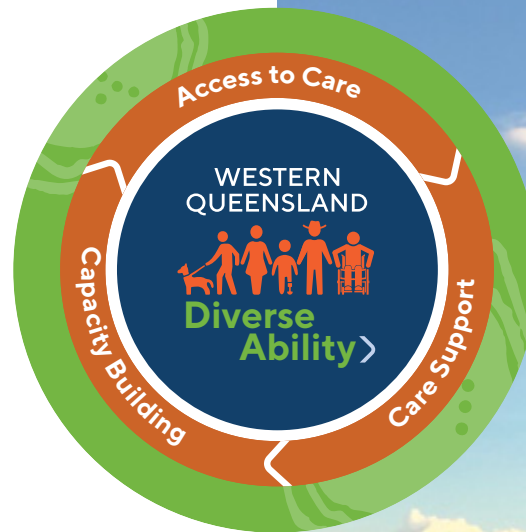 Access to Care
WESTERN
QUEENSLAND
Diverse
Ability
Capacity Building
Care Support